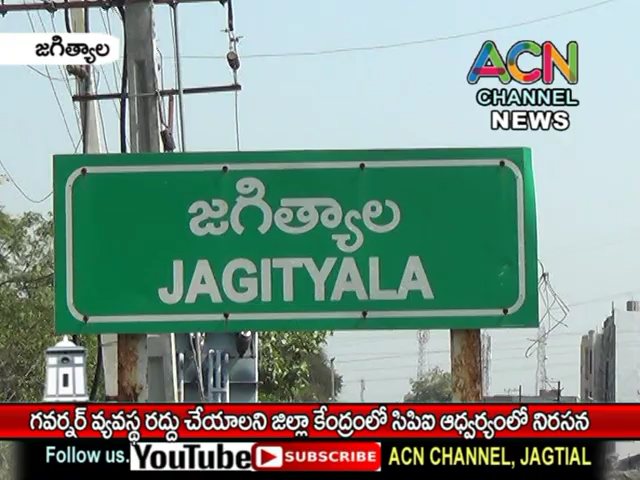 జగిత్యాల
ACN
CHANNEL
NEWS
జగిత్యాల
JAGITYALA
గవర్నర్ వ్యవస్థ రద్దు చేయాలని జిల్లా కేంద్రంలో సిపిఐ ఆధ్వర్యంలో నిరసన
Follow us. YouTube SUBSCRIBE ACN CHANNEL, JAGTIAL